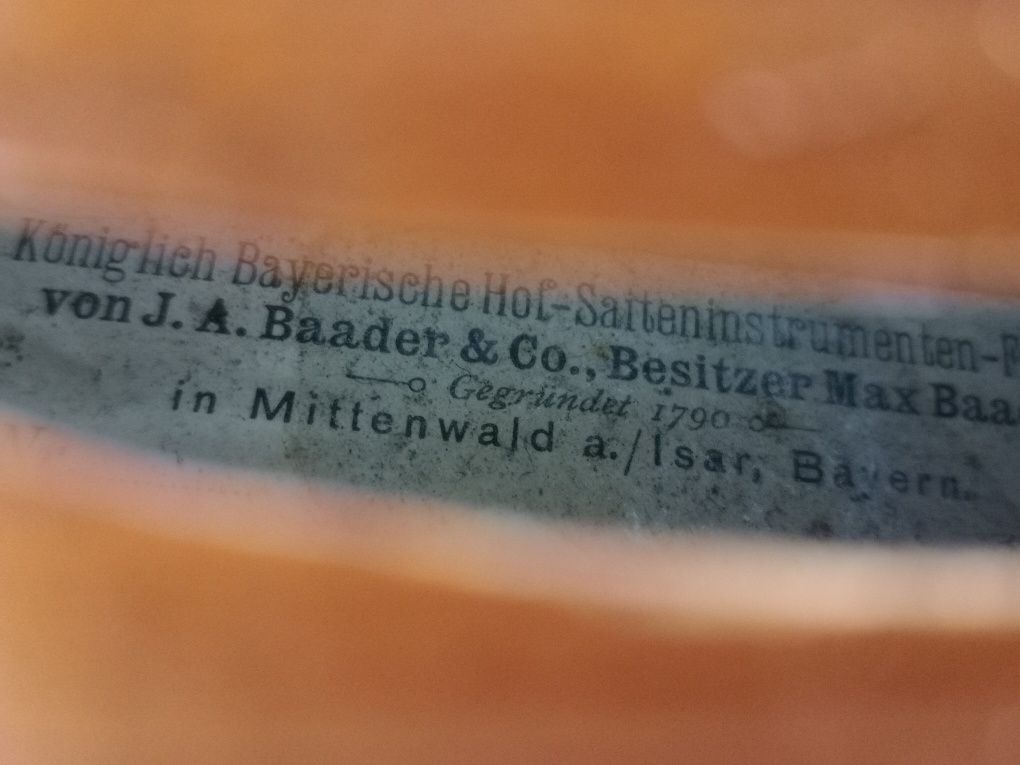 Königlich Bayerische Hof-Saiteninstrumenten-F
von J. A. Baader & Co., Besitzer Max Baa
Gegründet 1790
in Mittenwald a./Isar, Bayern.